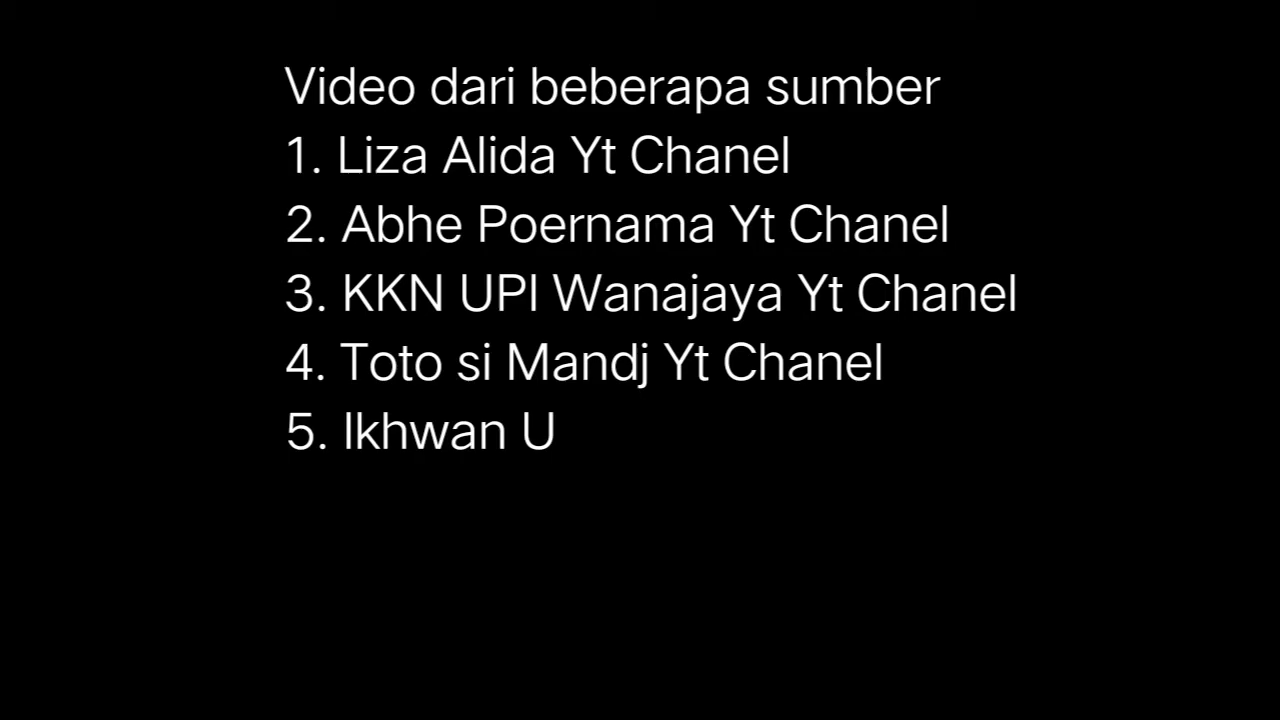 Video dari beberapa sumber
1. Liza Alida Yt Chanel
2. Abhe Poernama Yt Chanel
3. KKN UPI Wanajaya Yt Chanel
4. Toto si Mandj Yt Chanel
5. Ikhwan U